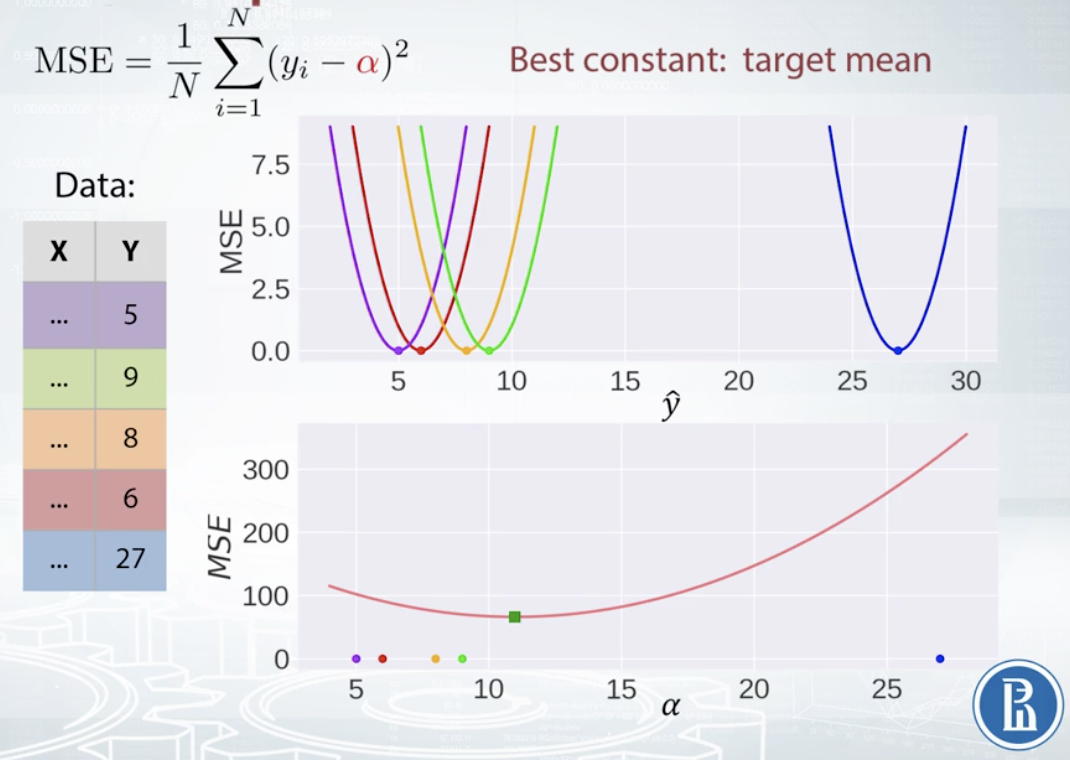 MSE = 1/N ∑_{i=1}^{N} (y_i − α)^2
Best constant: target mean
Data:
X Y
... 5
... 9
... 8
... 6
... 27
MSE
7.5
5.0
2.5
0.0
5 10 15 20 25 30
ŷ
MSE
300
200
100
0
5 10 15 20 25
α